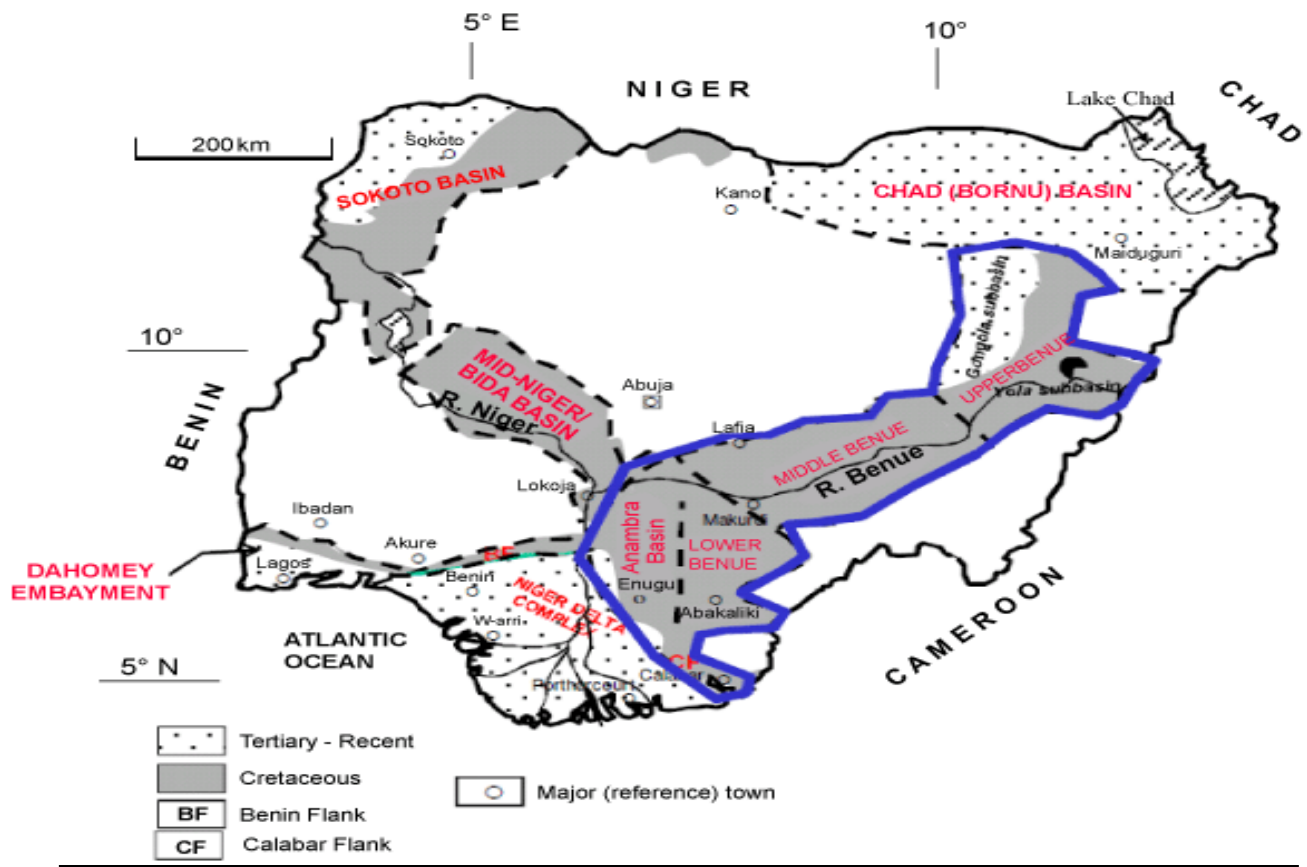 5° E
10°
NIGER
CHAD
Lake Chad
200 km
Sokoto
SOKOTO BASIN
Kano
CHAD (BORNU) BASIN
Maiduguri
Gongola subbasin
10°
MID-NIGER/
BIDA BASIN
R. Niger
Abuja
UPPERBENUE
Yola subbasin
BENIN
Lafia
MIDDLE BENUE
R. Benue
Lokoja
Ibadan
Makurdi
Anambra
Basin
LOWER
BENUE
Akure
BF
Lagos
DAHOMEY
EMBAYMENT
Benin
Enugu
NIGER DELTA
COMPLEX
Abakaliki
Warri
ATLANTIC
OCEAN
CAMEROON
5° N
CF
Calabar
Portharcourt
Tertiary - Recent
Cretaceous
BF Benin Flank
CF Calabar Flank
Major (reference) town